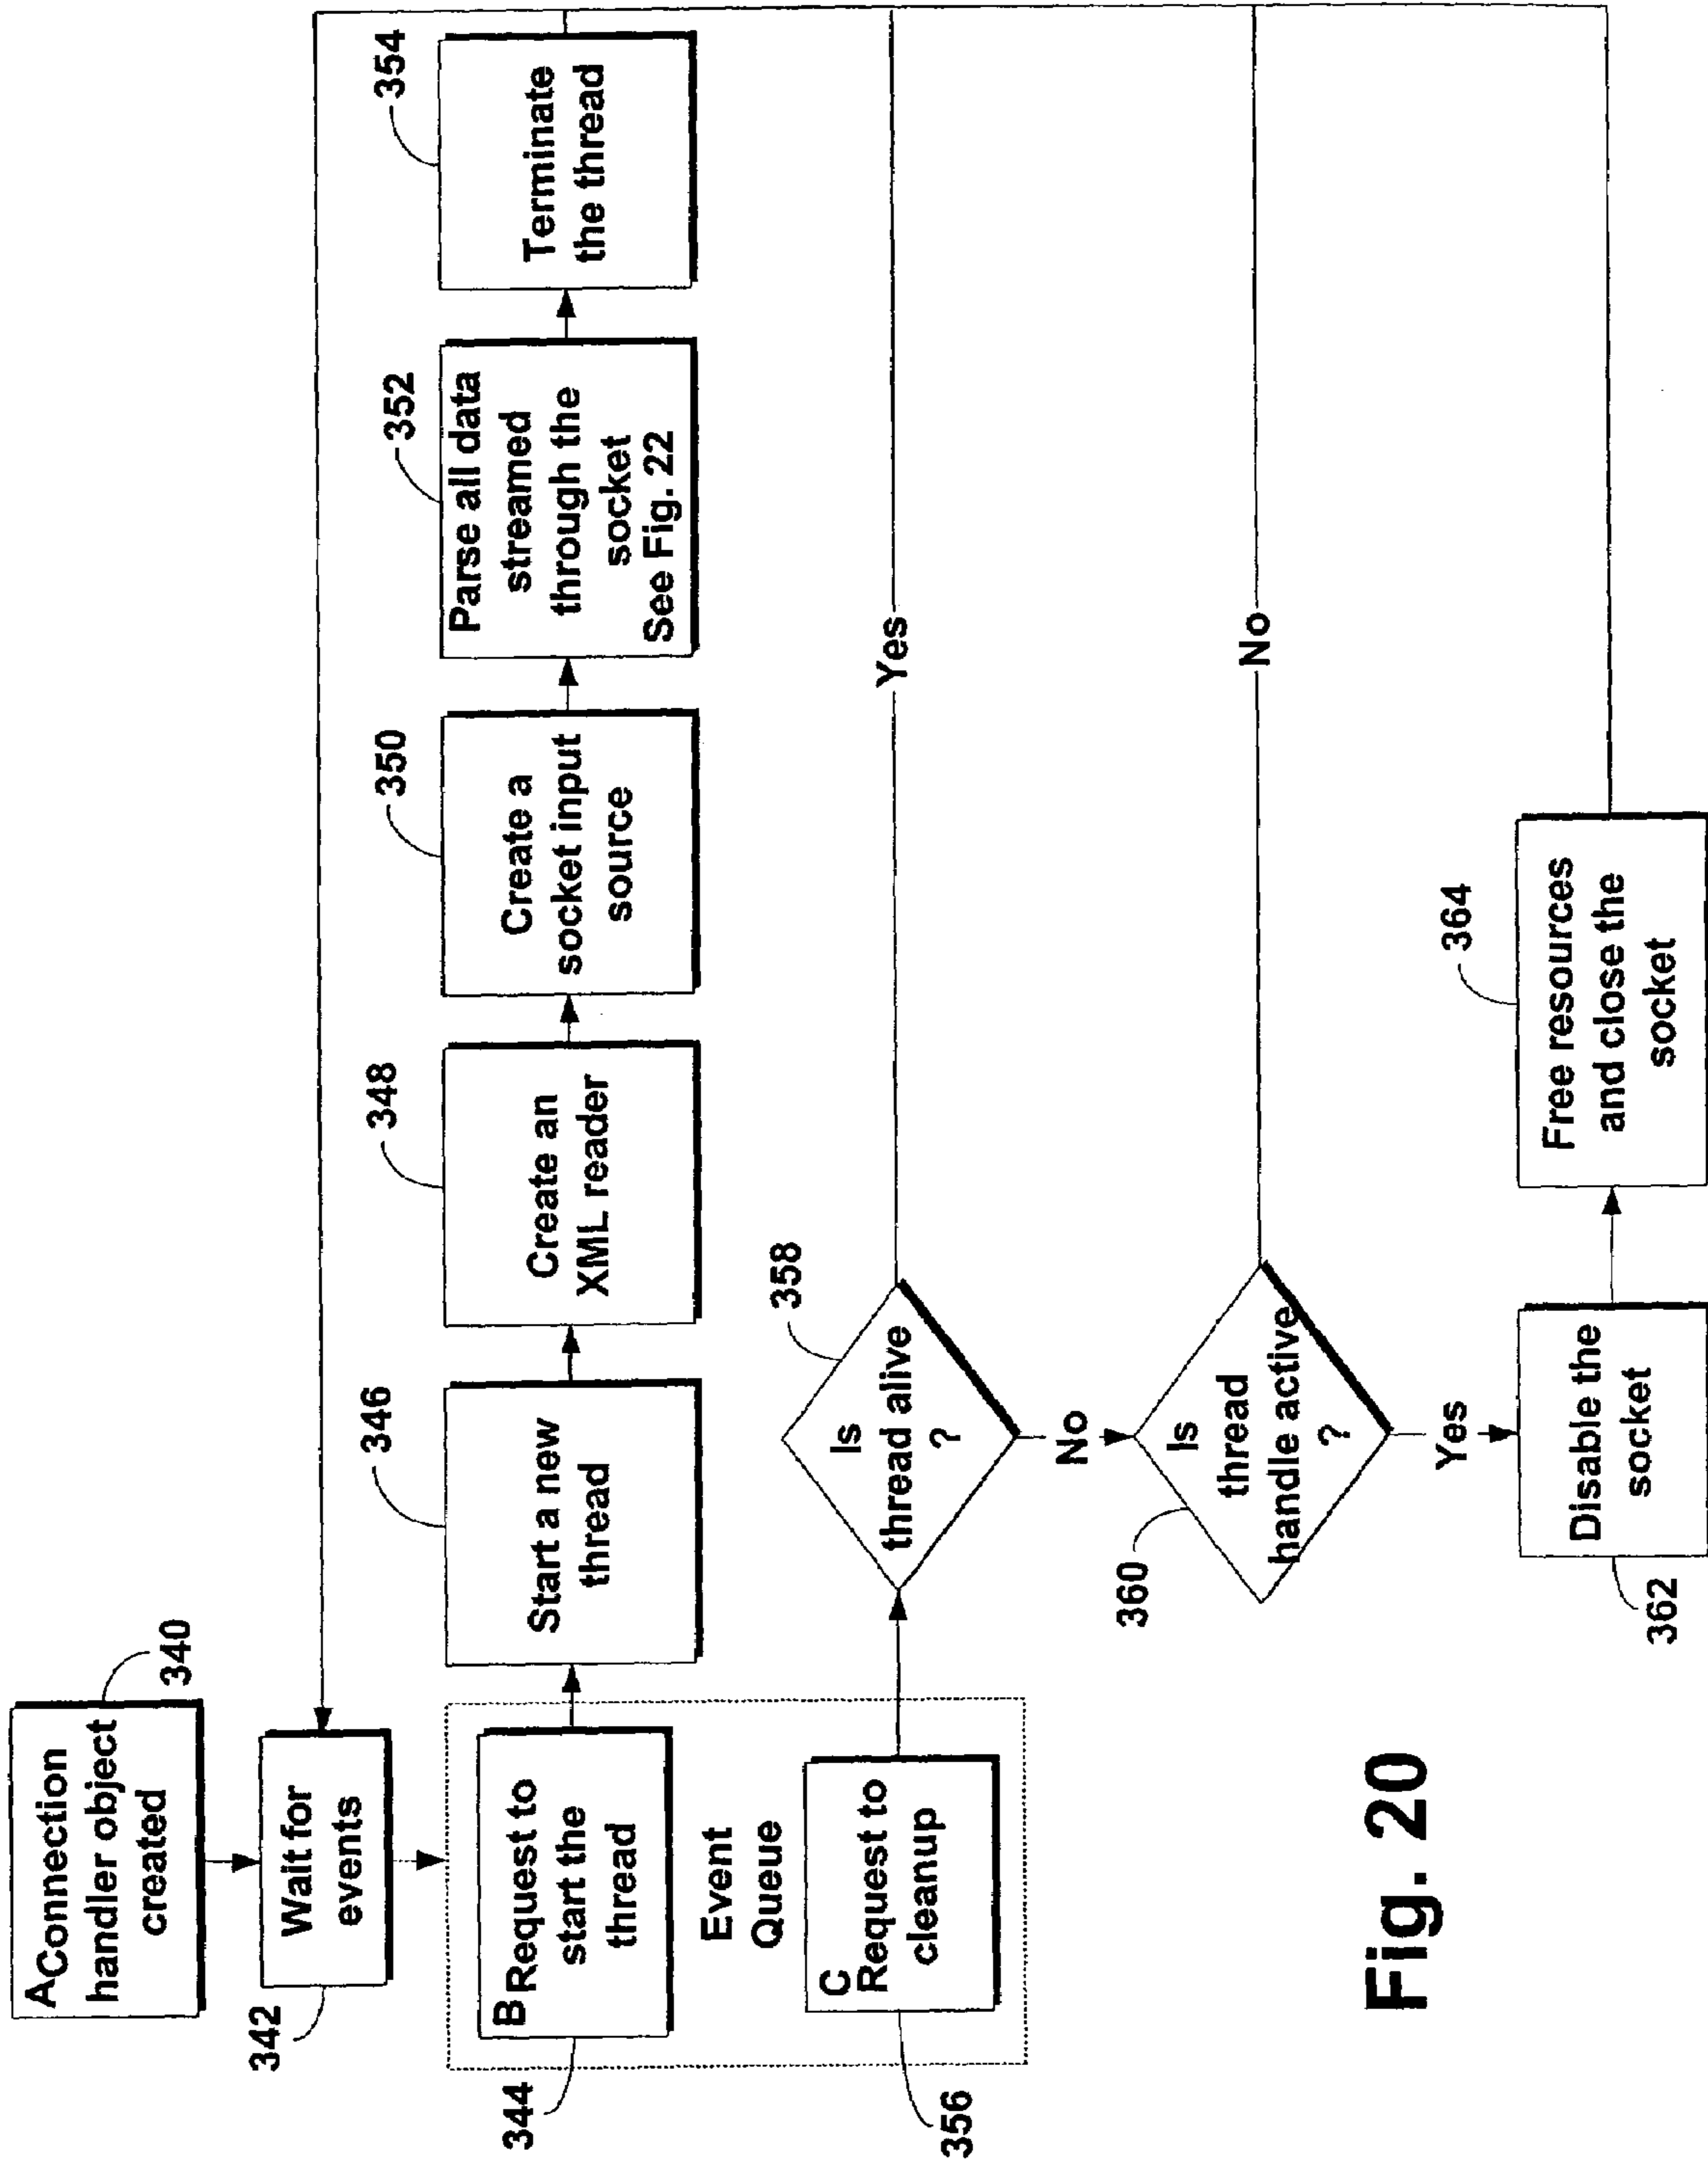 A Connection
handler object
created
340
Wait for
events
342
B Request to
start the
thread
344
Event
Queue
C
Request to
cleanup
356
Start a new
thread
346
Create an
XML reader
348
Create a
socket input
source
350
Parse all data
streamed
through the
socket
See Fig. 22
352
Terminate
the thread
354
Is
thread alive
?
358
Yes
No
Is
thread
handle active
?
360
No
Yes
Disable the
socket
362
Free resources
and close the
socket
364
Fig. 20